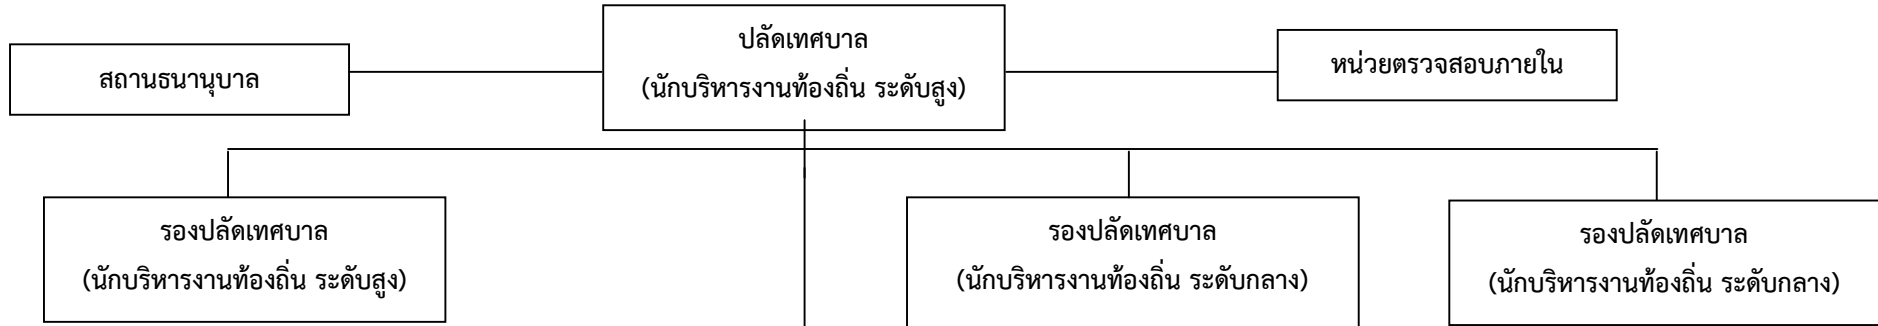 สถานธนานุบาล
ปลัดเทศบาล
(นักบริหารงานท้องถิ่น ระดับสูง)
หน่วยตรวจสอบภายใน
รองปลัดเทศบาล
(นักบริหารงานท้องถิ่น ระดับสูง)
รองปลัดเทศบาล
(นักบริหารงานท้องถิ่น ระดับกลาง)
รองปลัดเทศบาล
(นักบริหารงานท้องถิ่น ระดับกลาง)